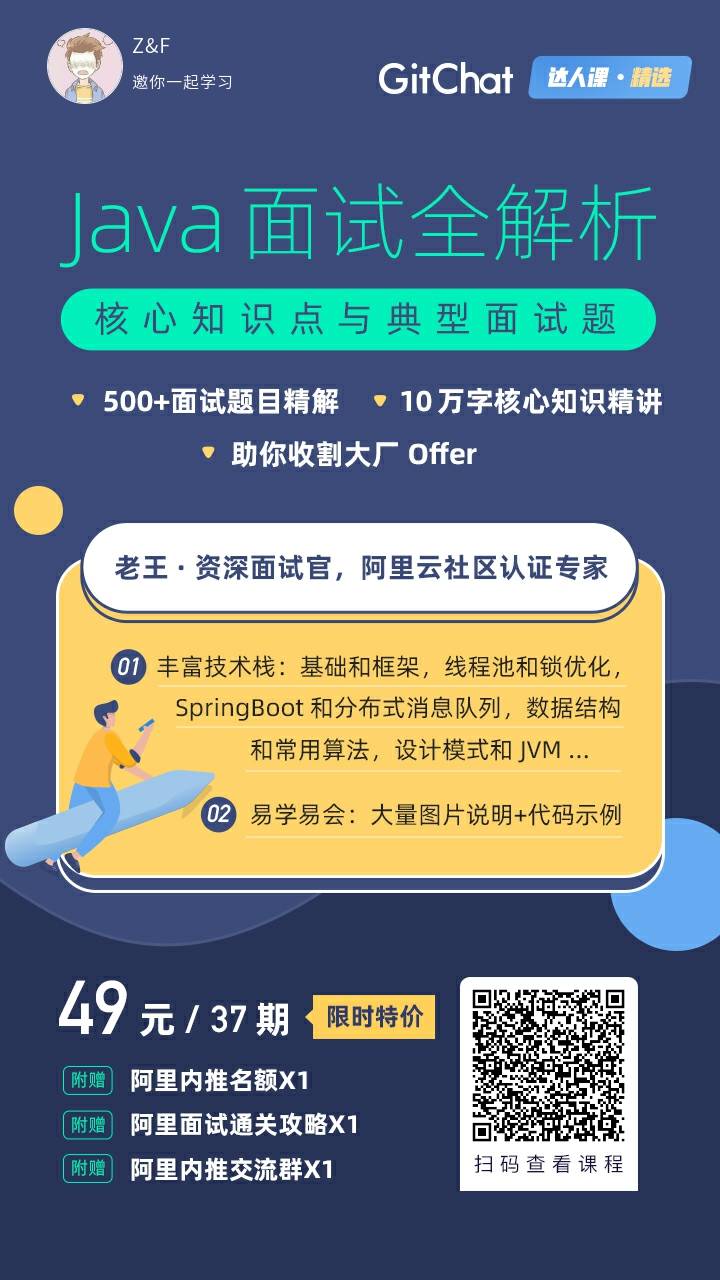 Z&F
邀你一起学习
GitChat 达人课·精选
Java 面试全解析
核心知识点与典型面试题
500+面试题目精解 10 万字核心知识精讲
助你收割大厂 Offer
老王·资深面试官，阿里云社区认证专家
01 丰富技术栈：基础和框架，线程池和锁优化，
SpringBoot 和分布式消息队列，数据结构
和常用算法，设计模式和 JVM ...
02 易学易会：大量图片说明+代码示例
49 元 / 37 期 限时特价
附赠 阿里内推名额X1
附赠 阿里面试通关攻略X1
附赠 阿里内推交流群X1
扫码查看课程